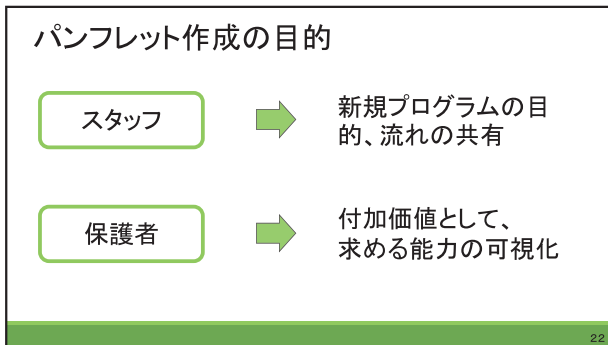 パンフレット作成の目的
スタッフ
新規プログラムの目
的、流れの共有
保護者
付加価値として、
求める能力の可視化
22